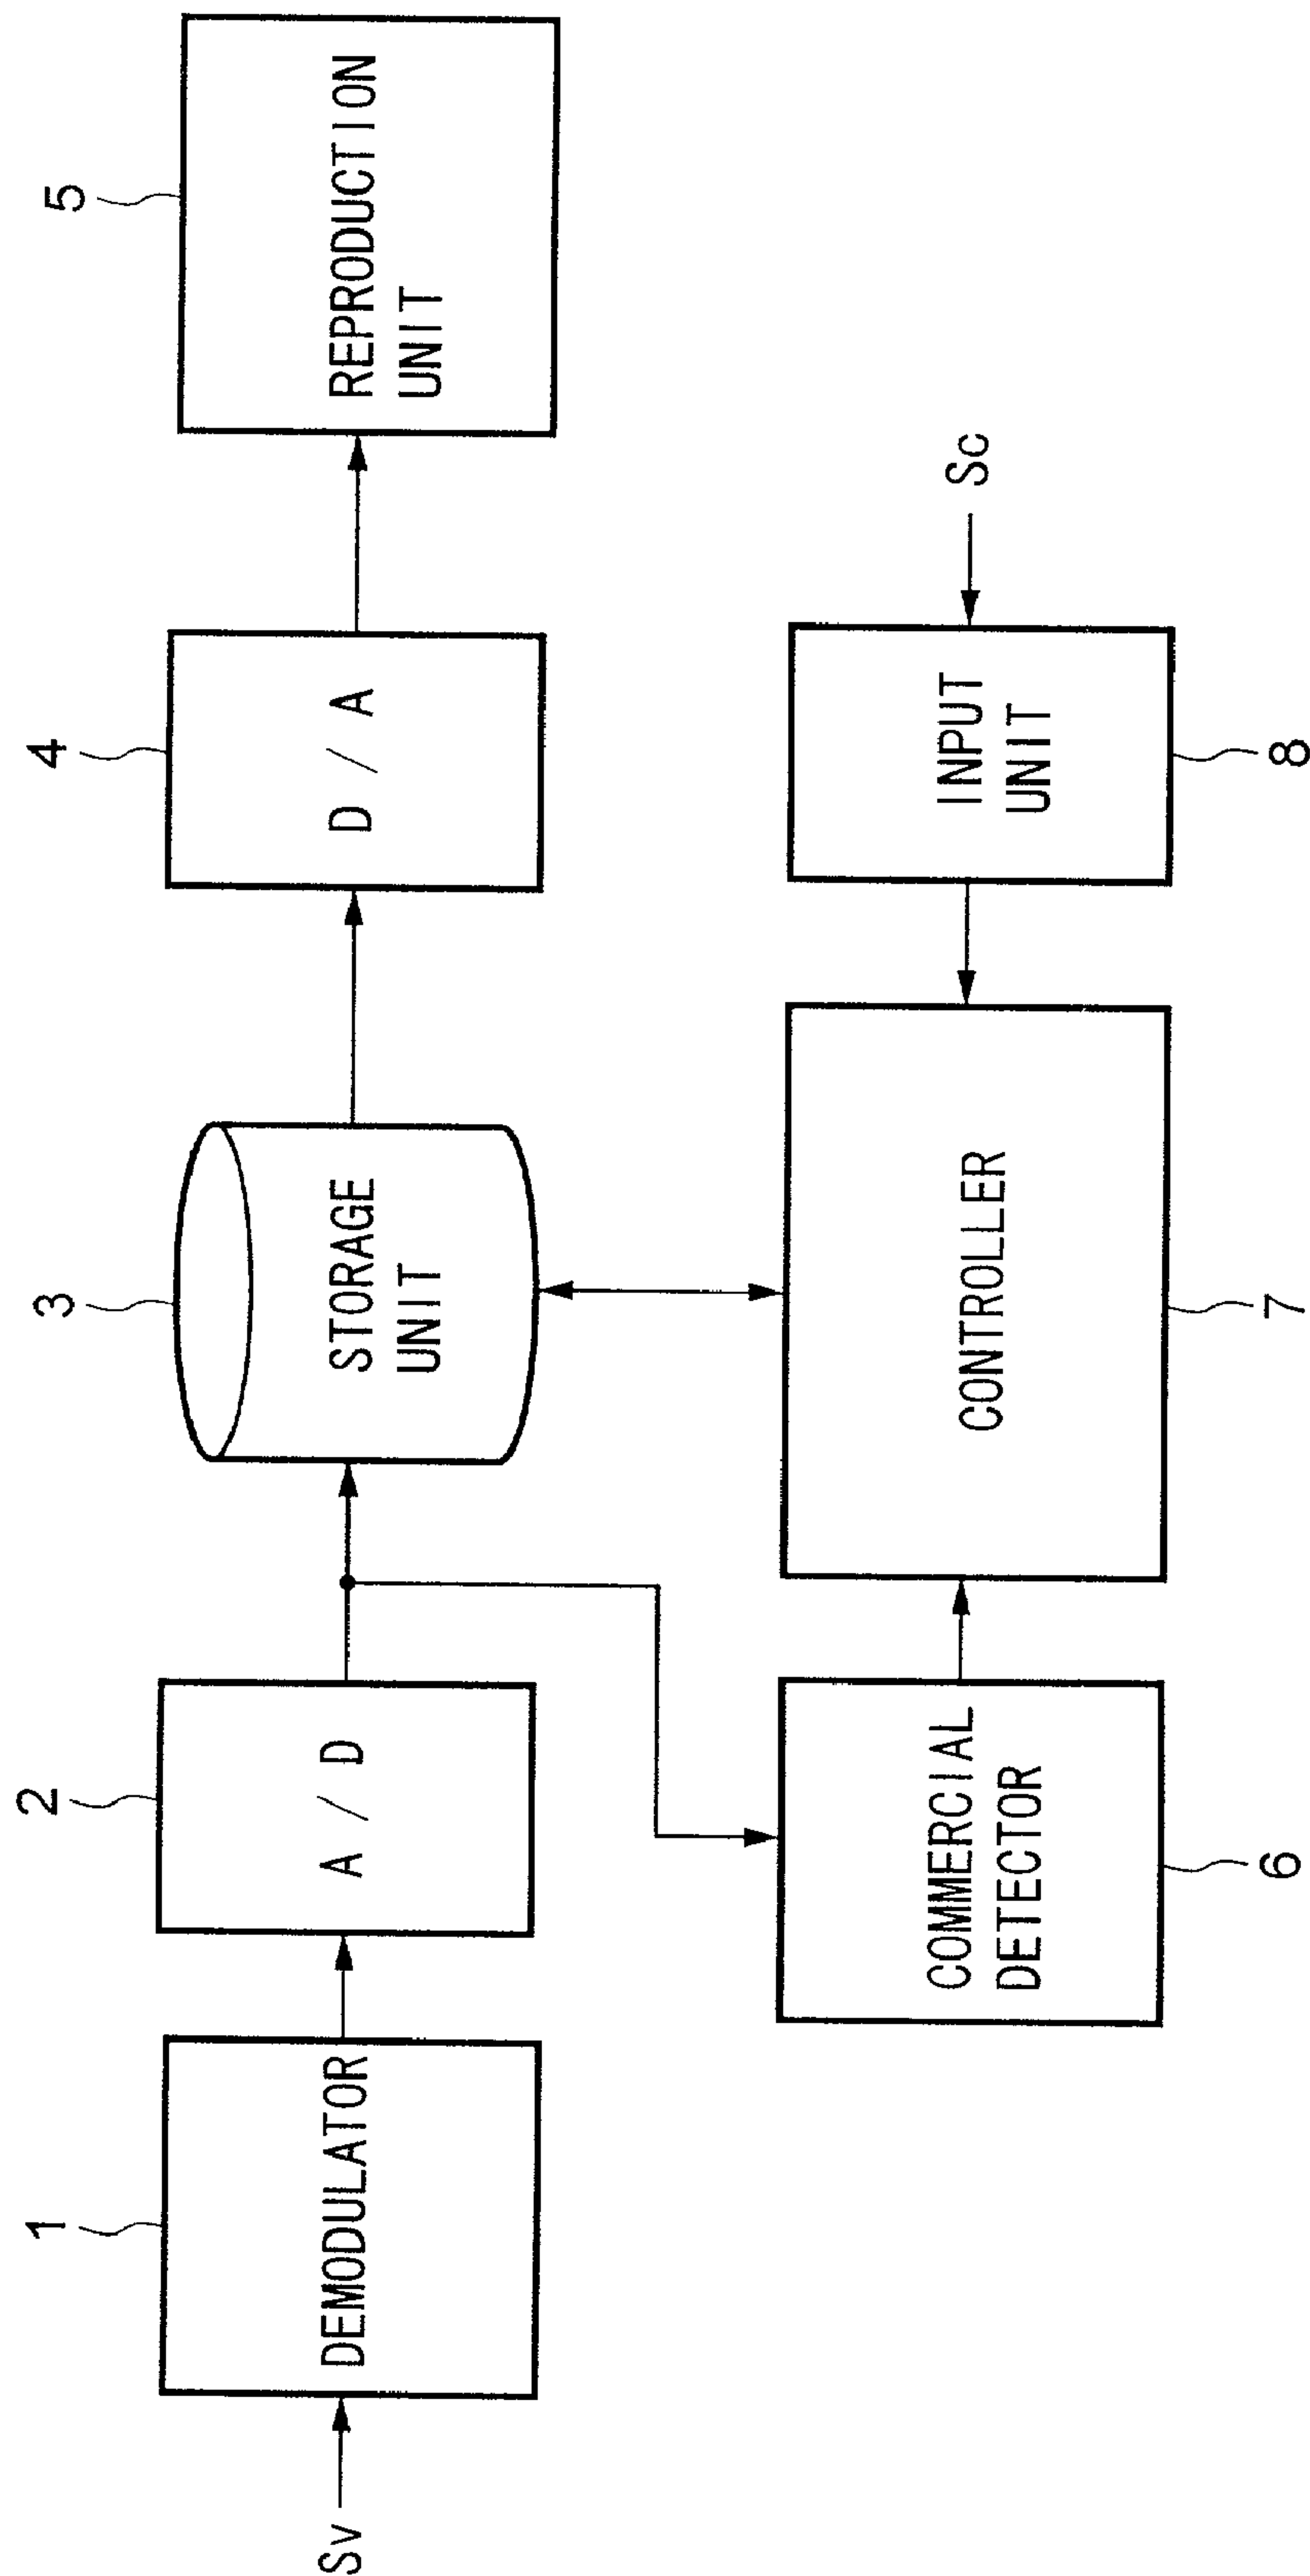 1
2
3
4
5
Sv
DEMODULATOR
A / D
STORAGE
UNIT
D / A
REPRODUCTION
UNIT
COMMERCIAL
DETECTOR
CONTROLLER
INPUT
UNIT
Sc
6
7
8